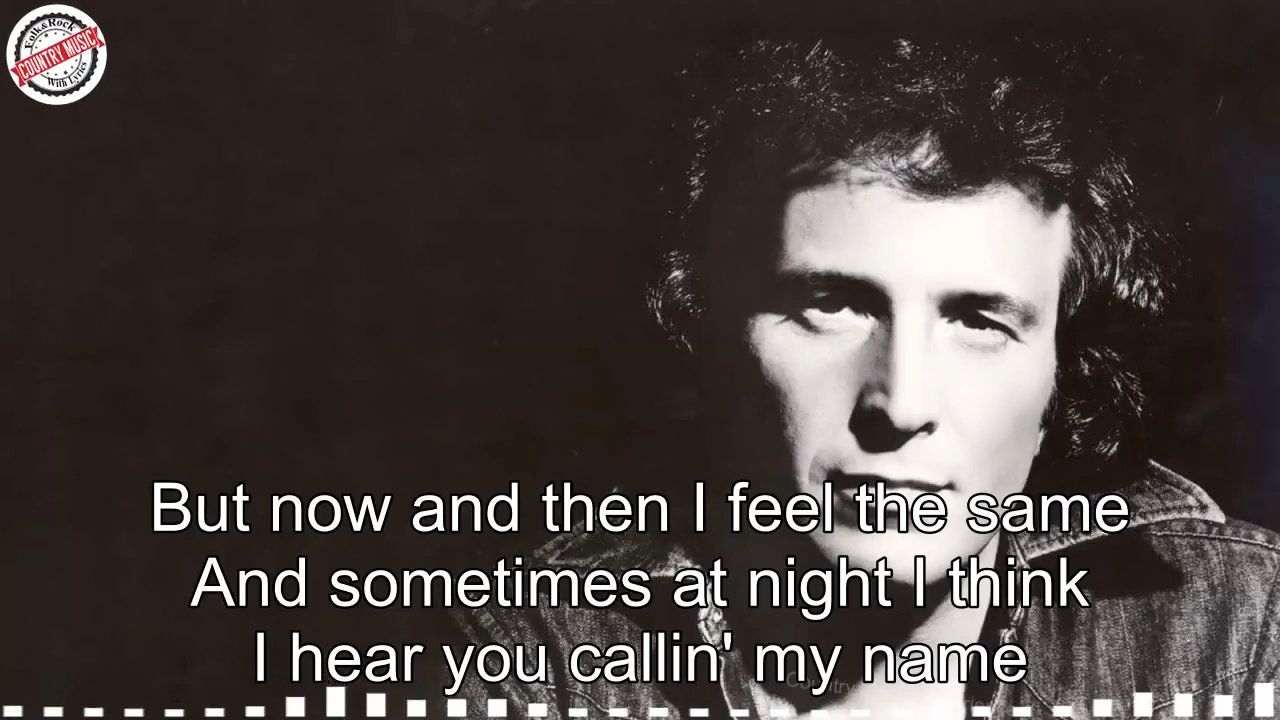 Folk&Rock
COUNTRY MUSIC
With Lyrics
But now and then I feel the same
And sometimes at night I think
I hear you callin' my name
Country